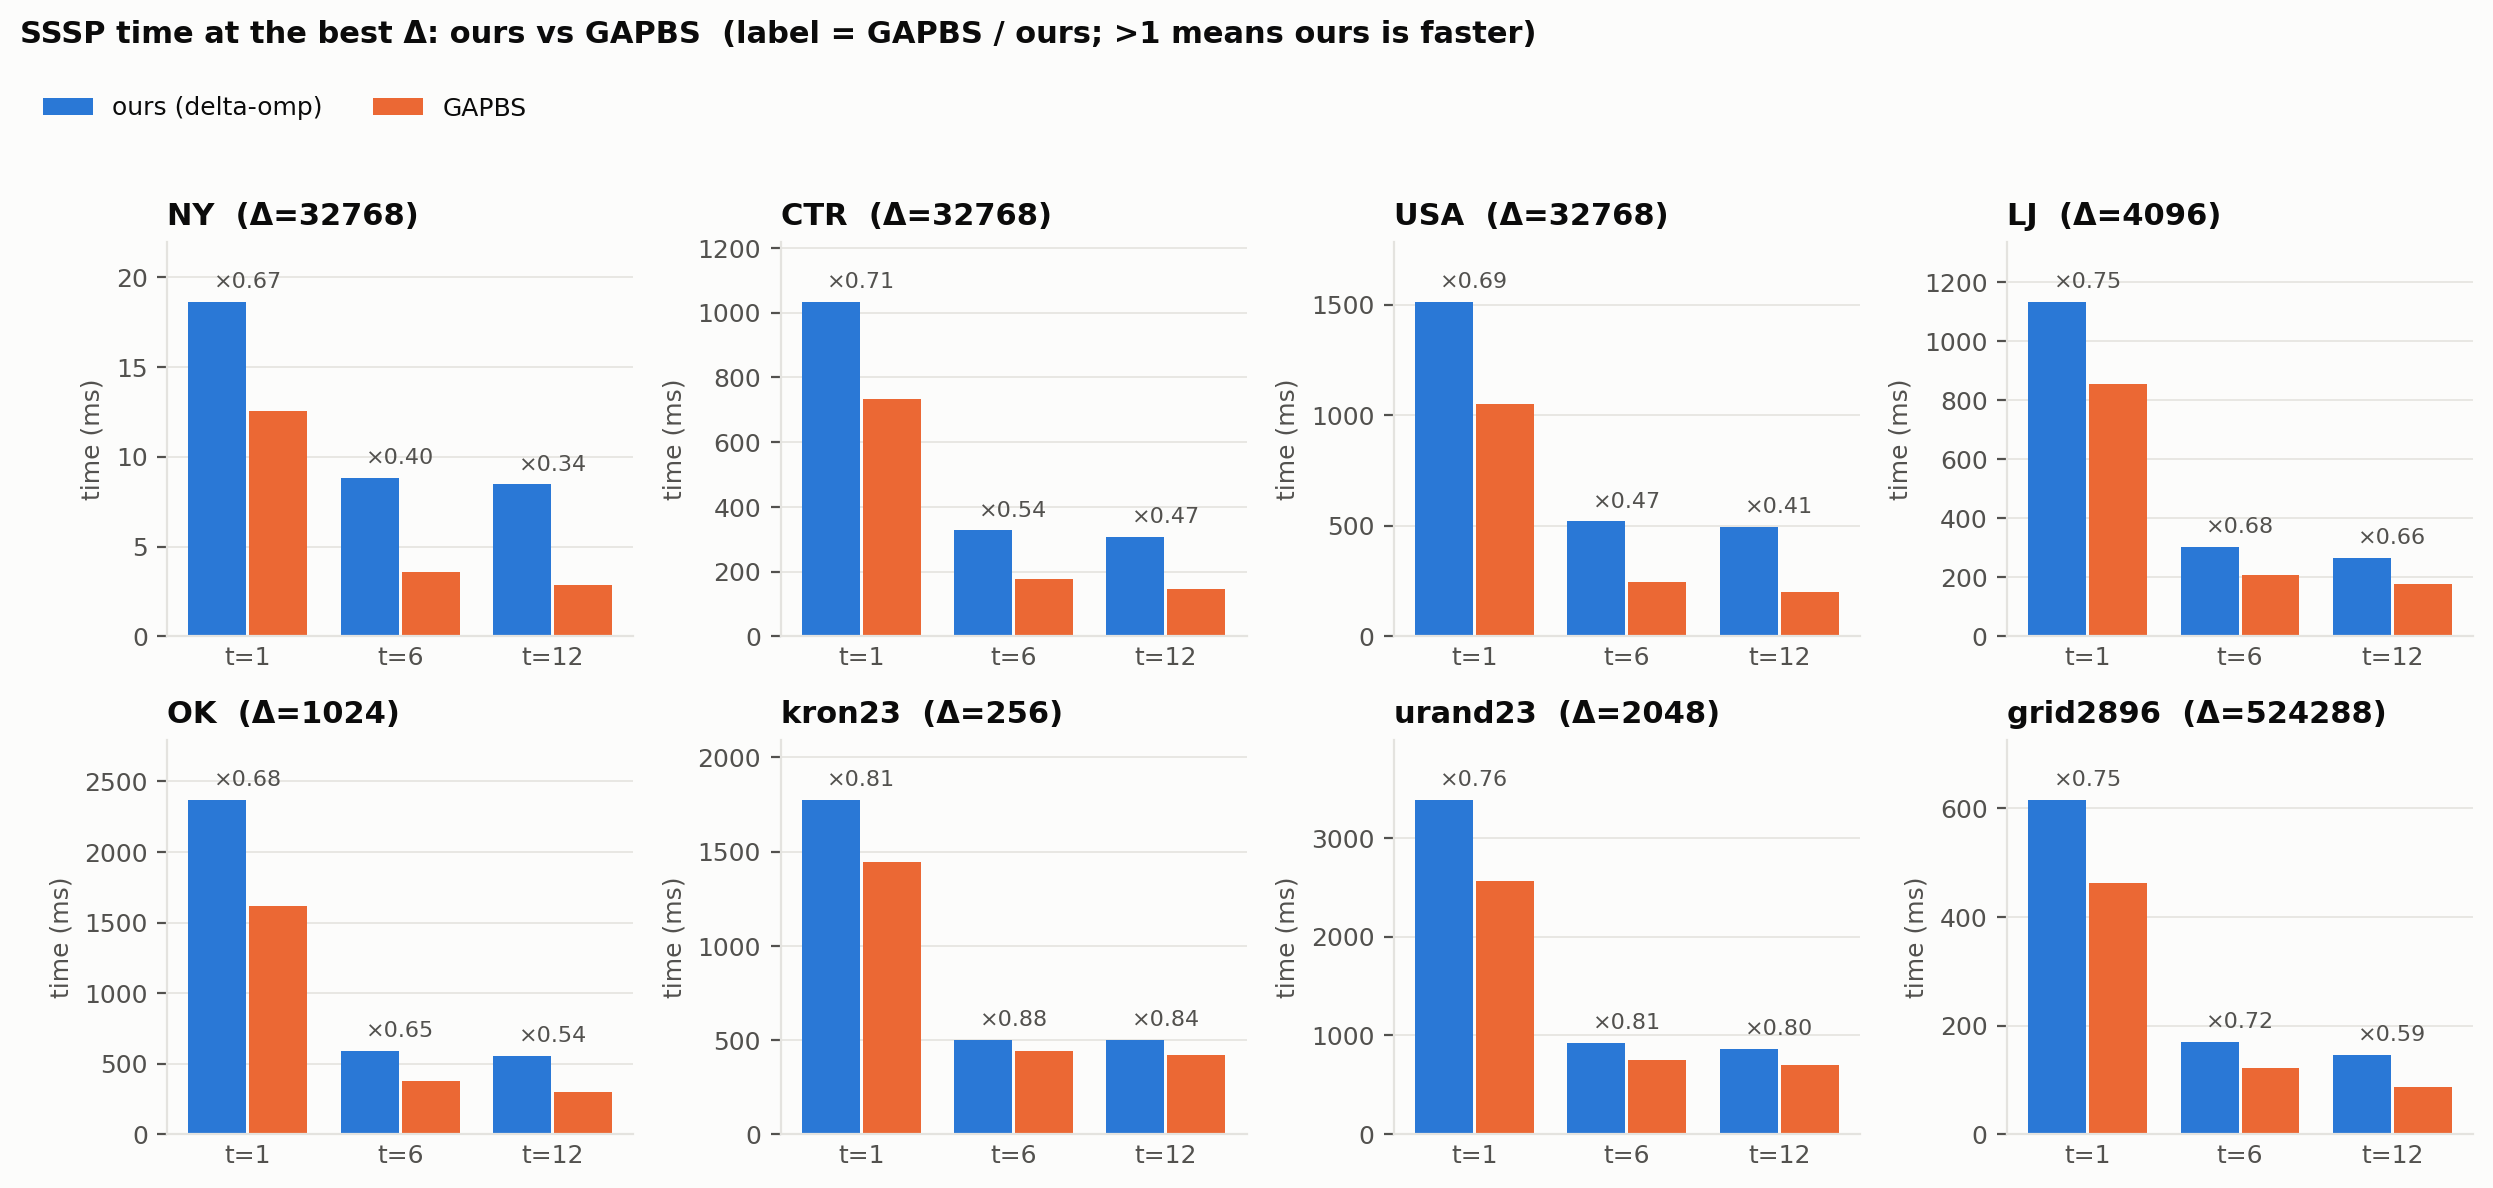 SSSP time at the best Δ: ours vs GAPBS  (label = GAPBS / ours; >1 means ours is faster)
ours (delta-omp)  GAPBS
NY  (Δ=32768)
time (ms)
20
15
10
5
0
×0.67
×0.40
×0.34
t=1  t=6  t=12
CTR  (Δ=32768)
time (ms)
1200
1000
800
600
400
200
0
×0.71
×0.54
×0.47
t=1  t=6  t=12
USA  (Δ=32768)
time (ms)
1500
1000
500
0
×0.69
×0.47
×0.41
t=1  t=6  t=12
LJ  (Δ=4096)
time (ms)
1200
1000
800
600
400
200
0
×0.75
×0.68
×0.66
t=1  t=6  t=12
OK  (Δ=1024)
time (ms)
2500
2000
1500
1000
500
0
×0.68
×0.65
×0.54
t=1  t=6  t=12
kron23  (Δ=256)
time (ms)
2000
1500
1000
500
0
×0.81
×0.88
×0.84
t=1  t=6  t=12
urand23  (Δ=2048)
time (ms)
3000
2000
1000
0
×0.76
×0.81
×0.80
t=1  t=6  t=12
grid2896  (Δ=524288)
time (ms)
600
400
200
0
×0.75
×0.72
×0.59
t=1  t=6  t=12